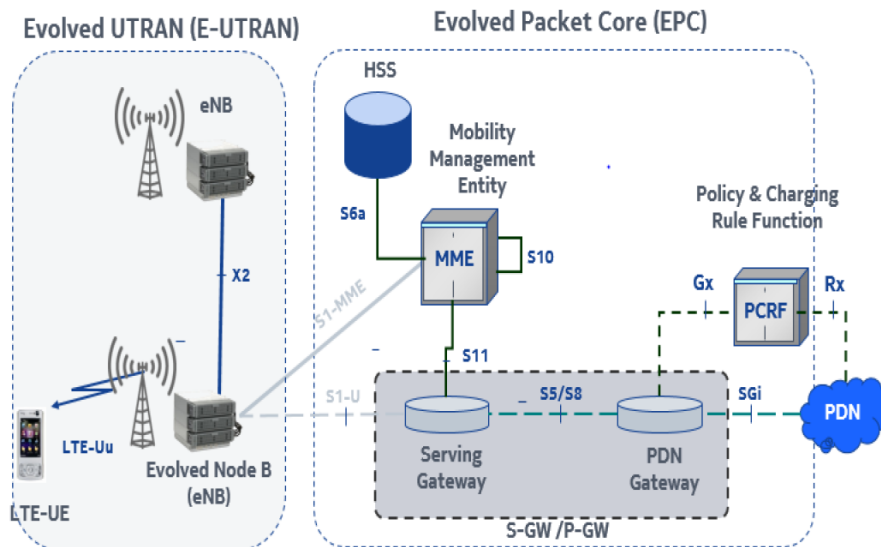 Evolved UTRAN (E-UTRAN)
Evolved Packet Core (EPC)
HSS
eNB
Mobility
Management
Entity
Policy & Charging
Rule Function
S6a
MME
S10
X2
S1-MME
Gx
PCRF
Rx
S11
S1-U
S5/S8
SGi
PDN
LTE-Uu
Evolved Node B
(eNB)
LTE-UE
Serving
Gateway
PDN
Gateway
S-GW /P-GW